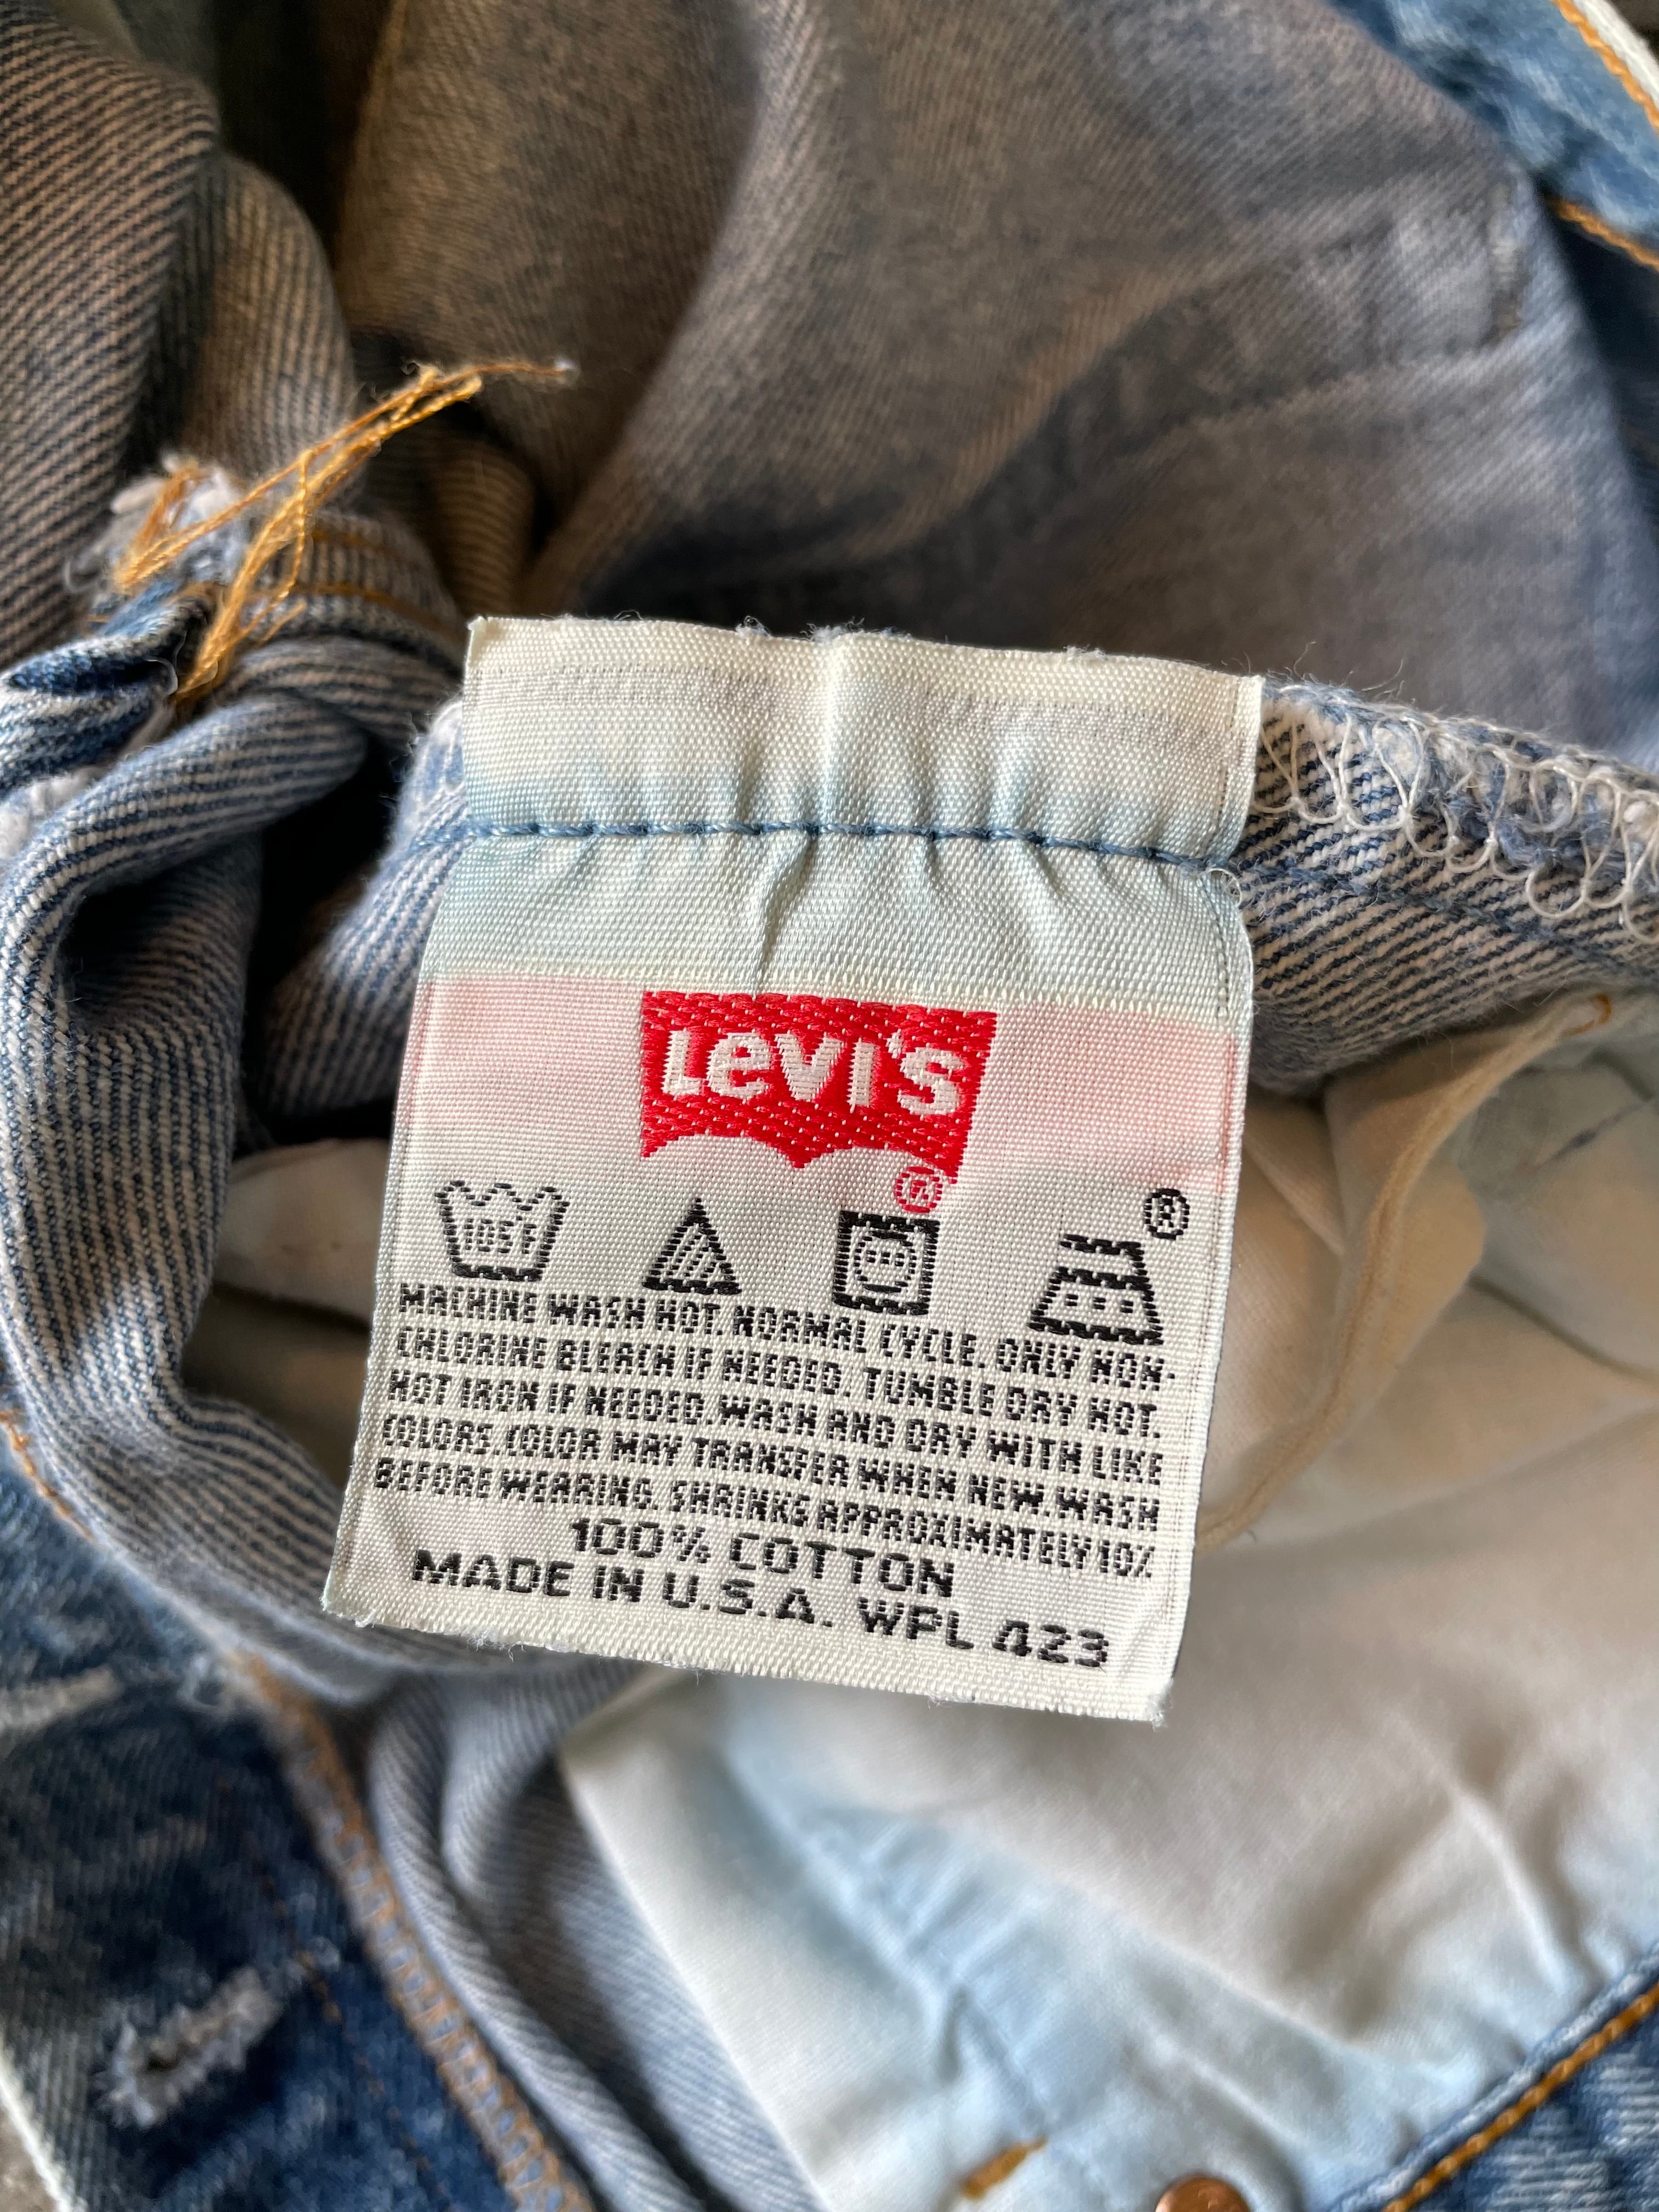 LEVI'S
®
105F
®
MACHINE WASH HOT. NORMAL CYCLE. ONLY NON-
CHLORINE BLEACH IF NEEDED. TUMBLE DRY HOT.
HOT IRON IF NEEDED. WASH AND DRY WITH LIKE
COLORS. COLOR MAY TRANSFER WHEN NEW. WASH
BEFORE WEARING. SHRINKS APPROXIMATELY 10%
100% COTTON
MADE IN U.S.A. WPL 423